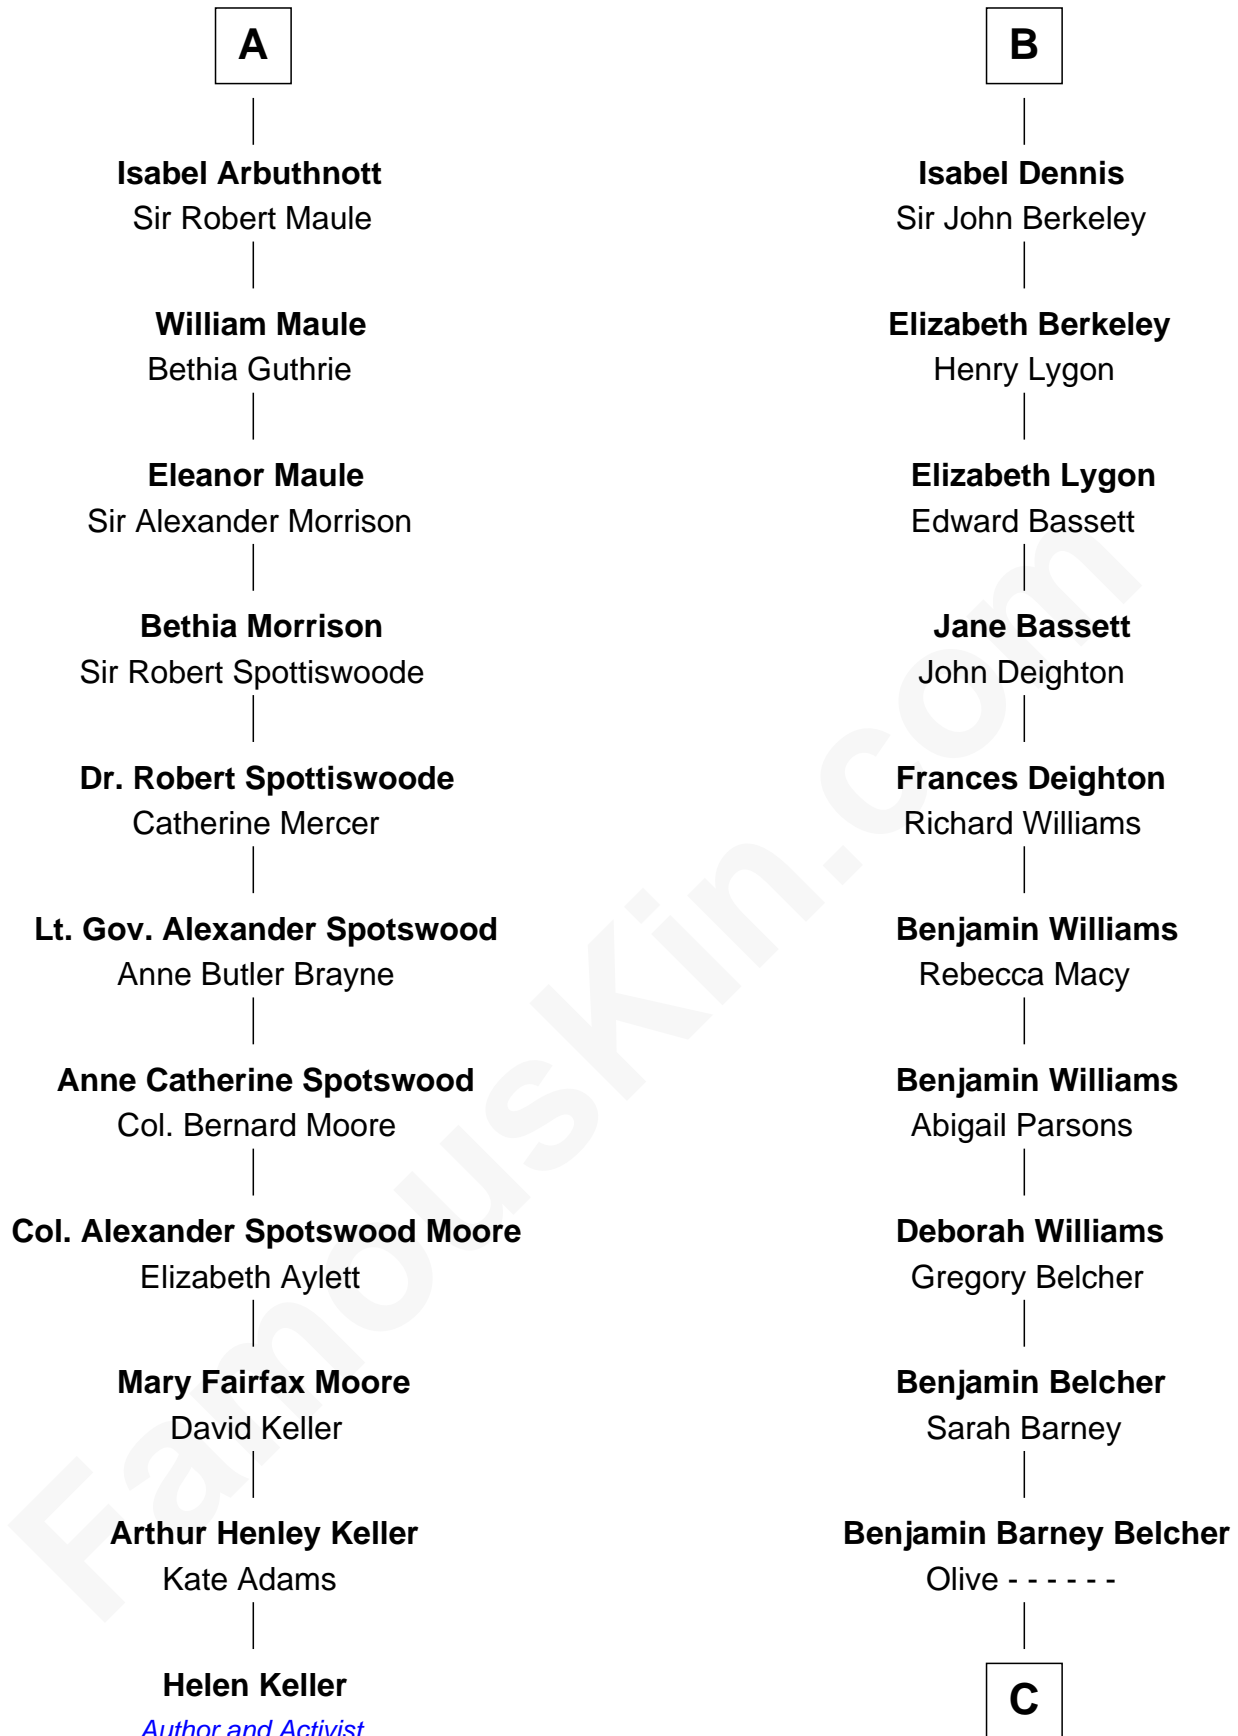 A
Isabel Arbuthnott
Sir Robert Maule
William Maule
Bethia Guthrie
Eleanor Maule
Sir Alexander Morrison
Bethia Morrison
Sir Robert Spottiswoode
Dr. Robert Spottiswoode
Catherine Mercer
Lt. Gov. Alexander Spotswood
Anne Butler Brayne
Anne Catherine Spotswood
Col. Bernard Moore
Col. Alexander Spotswood Moore
Elizabeth Aylett
Mary Fairfax Moore
David Keller
Arthur Henley Keller
Kate Adams
Helen Keller
Author and Activist
B
Isabel Dennis
Sir John Berkeley
Elizabeth Berkeley
Henry Lygon
Elizabeth Lygon
Edward Bassett
Jane Bassett
John Deighton
Frances Deighton
Richard Williams
Benjamin Williams
Rebecca Macy
Benjamin Williams
Abigail Parsons
Deborah Williams
Gregory Belcher
Benjamin Belcher
Sarah Barney
Benjamin Barney Belcher
Olive - - - - - -
C
FamousKin.com